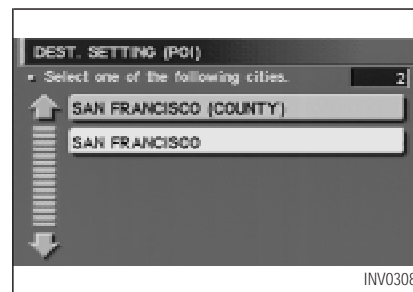 DEST. SETTING (POI)
Select one of the following cities.
2
SAN FRANCISCO (COUNTY)
SAN FRANCISCO
INV0308